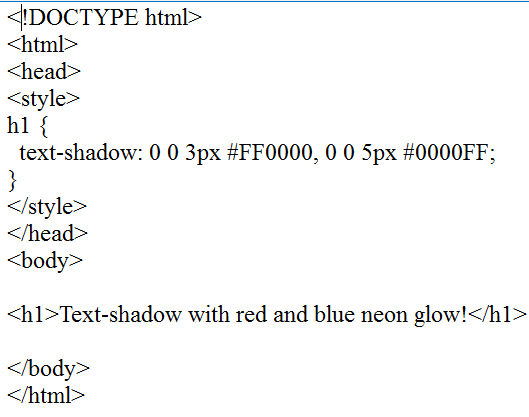 <!DOCTYPE html>
<html>
<head>
<style>
h1 {
  text-shadow: 0 0 3px #FF0000, 0 0 5px #0000FF;
}
</style>
</head>
<body>

<h1>Text-shadow with red and blue neon glow!</h1>

</body>
</html>